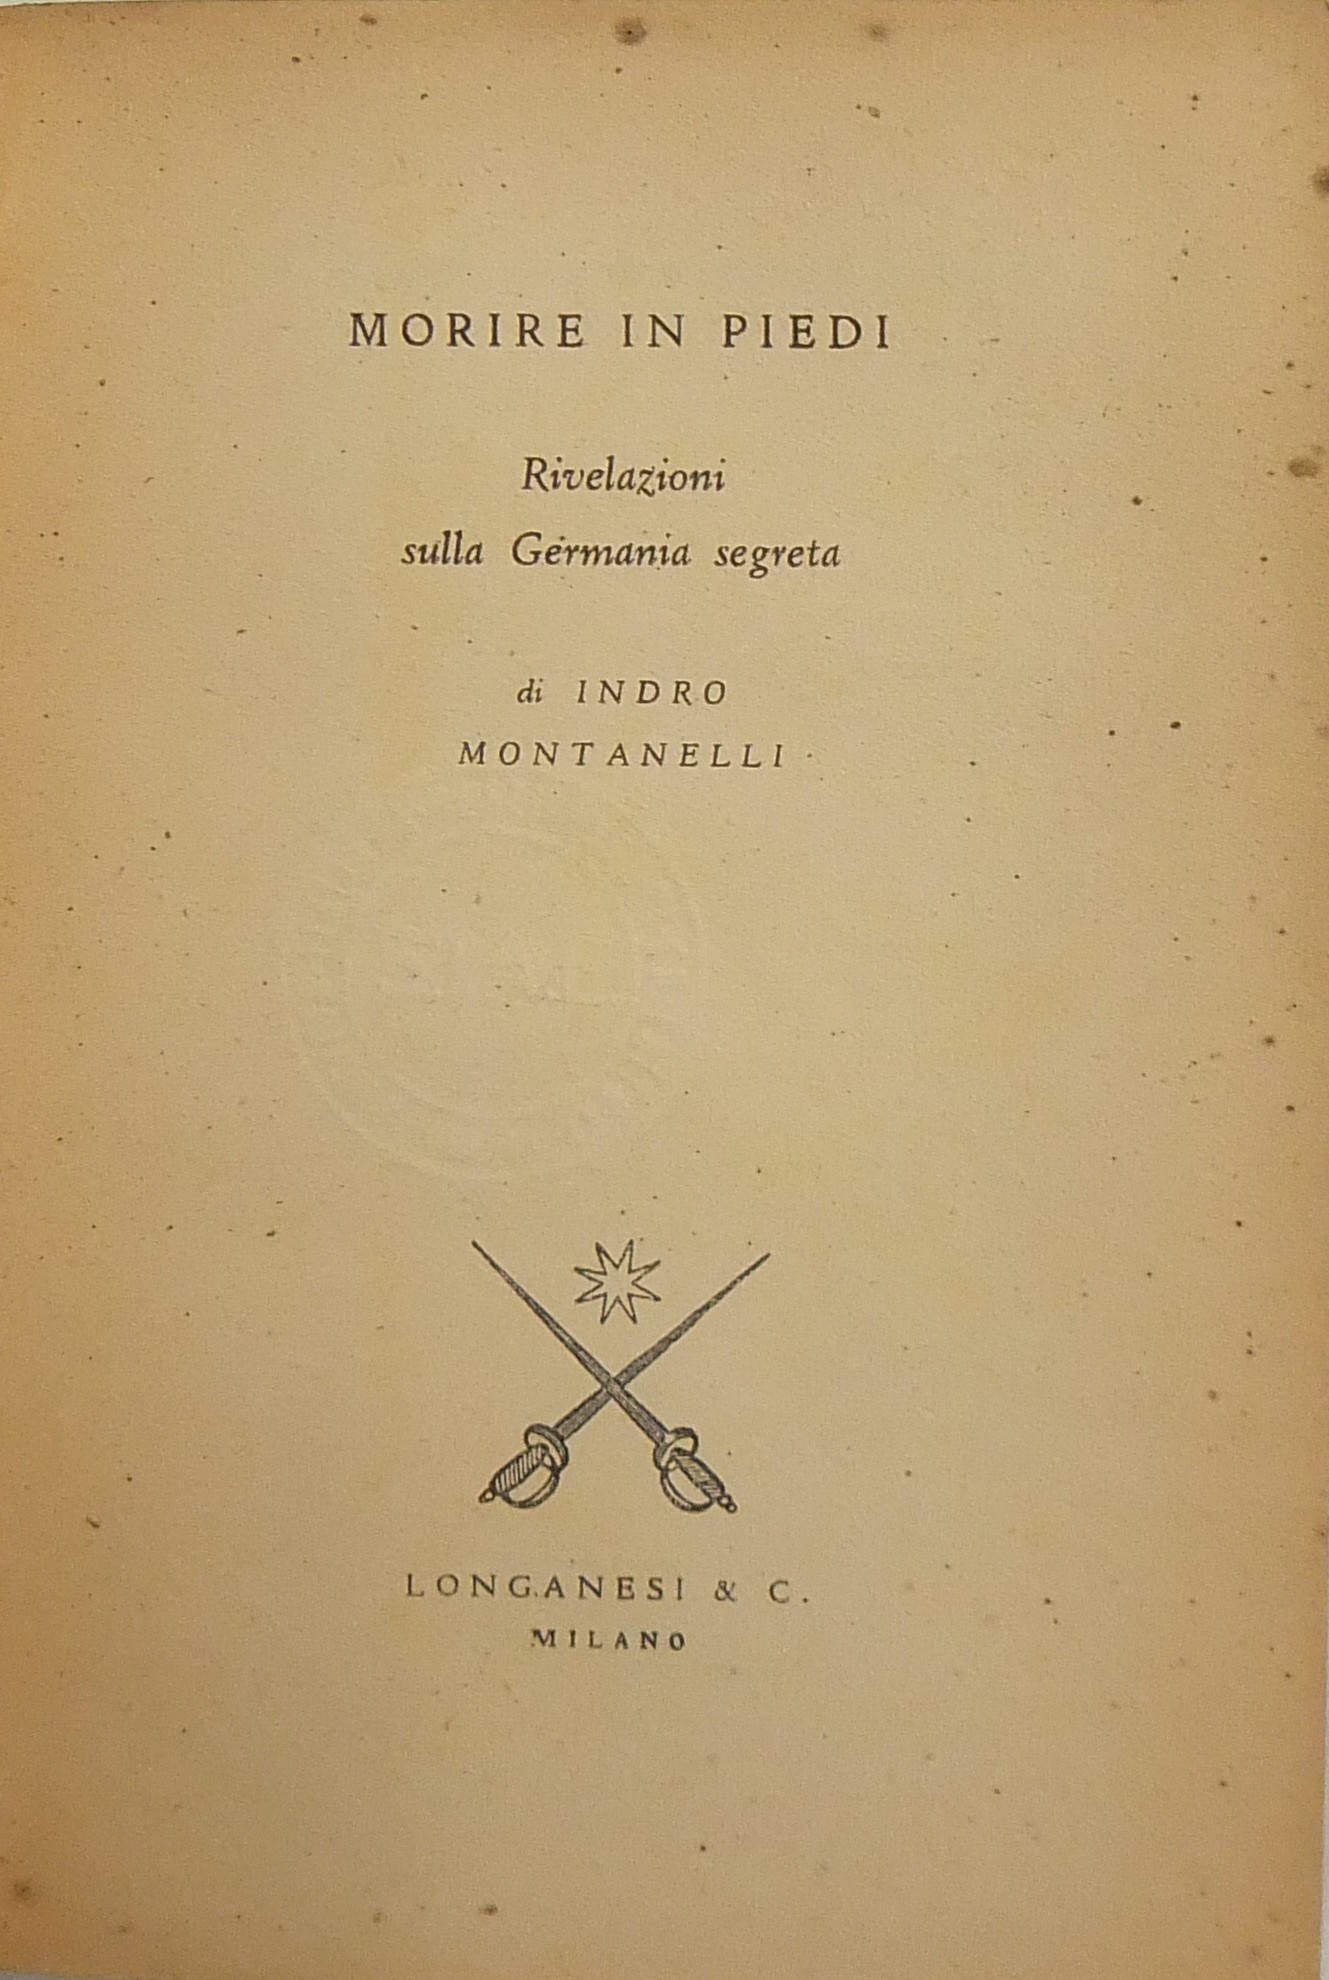 MORIRE IN PIEDI
Rivelazioni
sulla Germania segreta
di INDRO
MONTANELLI
LONGANESI & C.
MILANO